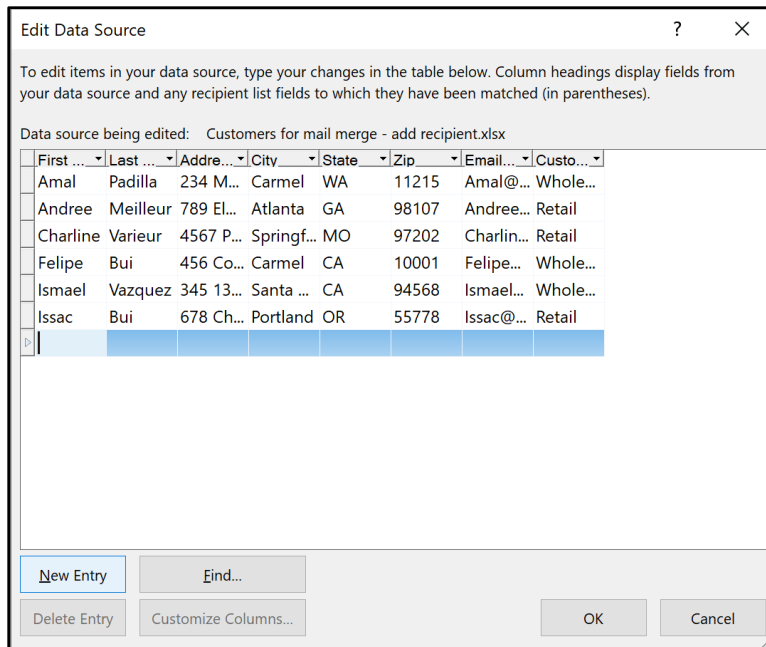 Edit Data Source ?
To edit items in your data source, type your changes in the table below. Column headings display fields from
your data source and any recipient list fields to which they have been matched (in parentheses).
Data source being edited: Customers for mail merge - add recipient.xlsx
First ... Last ... Addre... City State Zip Email... Custo...
Amal Padilla 234 M... Carmel WA 11215 Amal@... Whole...
Andree Meilleur 789 El... Atlanta GA 98107 Andree... Retail
Charline Varieur 4567 P... Springf... MO 97202 Charlin... Retail
Felipe Bui 456 Co... Carmel CA 10001 Felipe... Whole...
Ismael Vazquez 345 13... Santa ... CA 94568 Ismael... Whole...
Issac Bui 678 Ch... Portland OR 55778 Issac@... Retail
New Entry Find...
Delete Entry Customize Columns... OK Cancel